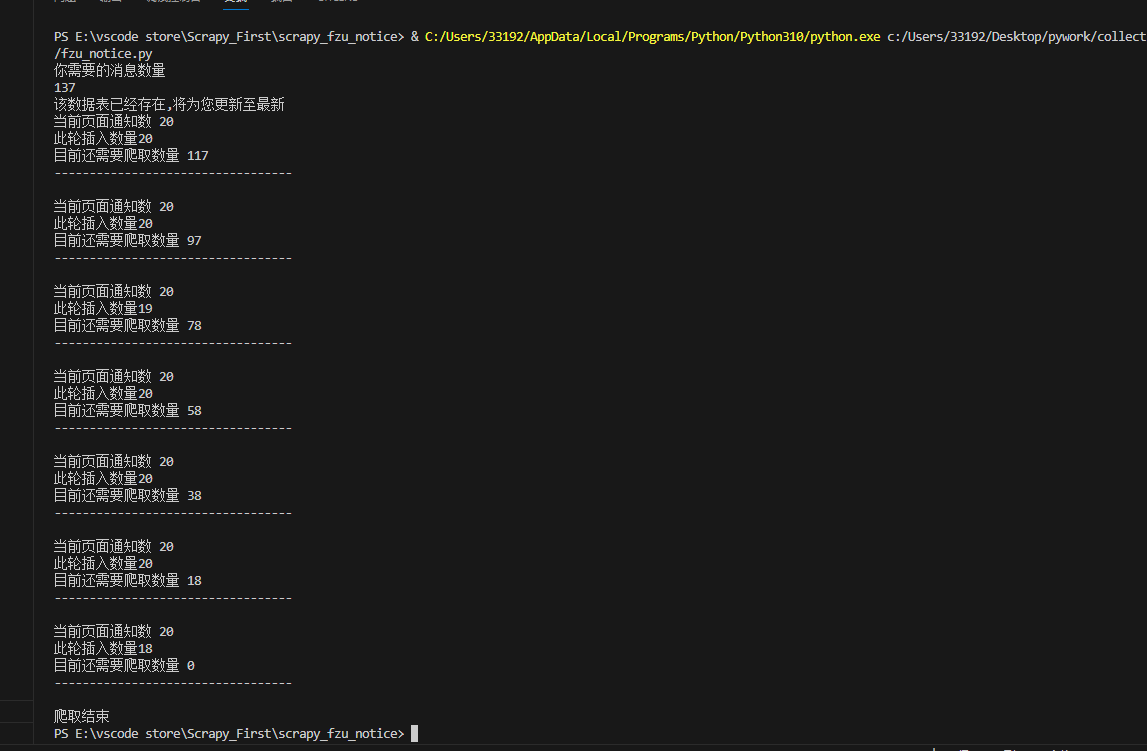 PS E:\vscode store\Scrapy_First\scrapy_fzu_notice> & C:/Users/33192/AppData/Local/Programs/Python/Python310/python.exe c:/Users/33192/Desktop/pywork/collect
/fzu_notice.py
你需要的消息数量
137
该数据表已经存在,将为您更新至最新
当前页面通知数 20
此轮插入数量20
目前还需要爬取数量 117
----------------------------------
当前页面通知数 20
此轮插入数量20
目前还需要爬取数量 97
----------------------------------
当前页面通知数 20
此轮插入数量19
目前还需要爬取数量 78
----------------------------------
当前页面通知数 20
此轮插入数量20
目前还需要爬取数量 58
----------------------------------
当前页面通知数 20
此轮插入数量20
目前还需要爬取数量 38
----------------------------------
当前页面通知数 20
此轮插入数量20
目前还需要爬取数量 18
----------------------------------
当前页面通知数 20
此轮插入数量18
目前还需要爬取数量 0
----------------------------------
爬取结束
PS E:\vscode store\Scrapy_First\scrapy_fzu_notice>